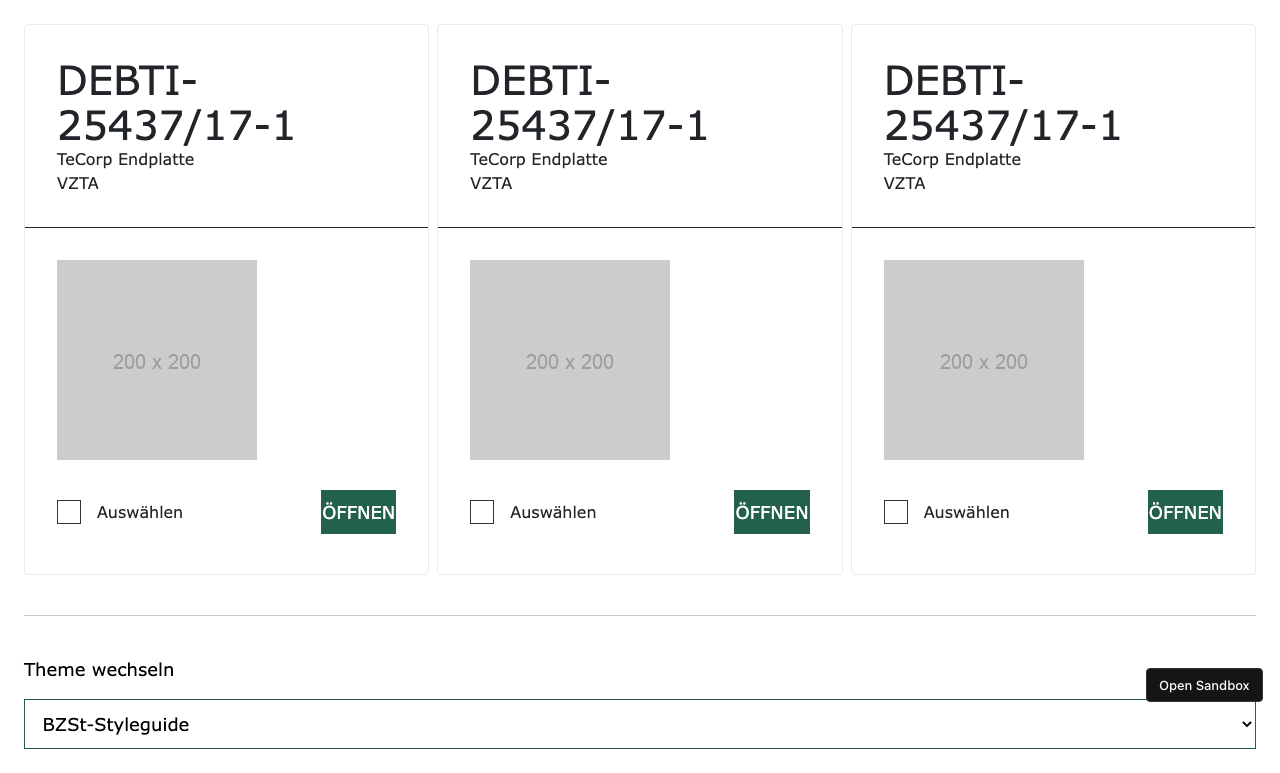 DEBTI-
25437/17-1
TeCorp Endplatte
VZTA
200 x 200
Auswählen
ÖFFNEN
DEBTI-
25437/17-1
TeCorp Endplatte
VZTA
200 x 200
Auswählen
ÖFFNEN
DEBTI-
25437/17-1
TeCorp Endplatte
VZTA
200 x 200
Auswählen
ÖFFNEN
Theme wechseln
Open Sandbox
BZSt-Styleguide